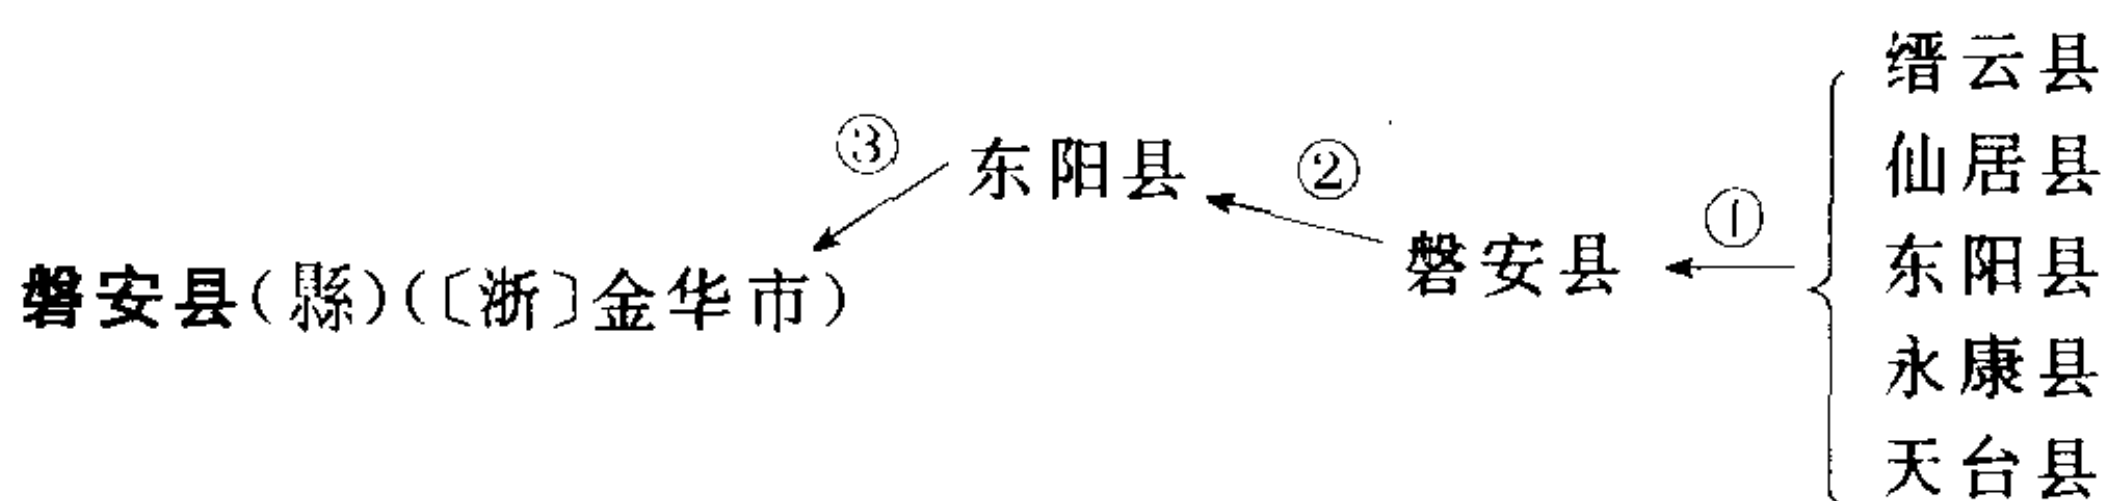 缙云县
仙居县
③ 东阳县 ② ① 东阳县
磐安县
磐安县(縣)(〔浙〕金华市)
永康县
天台县